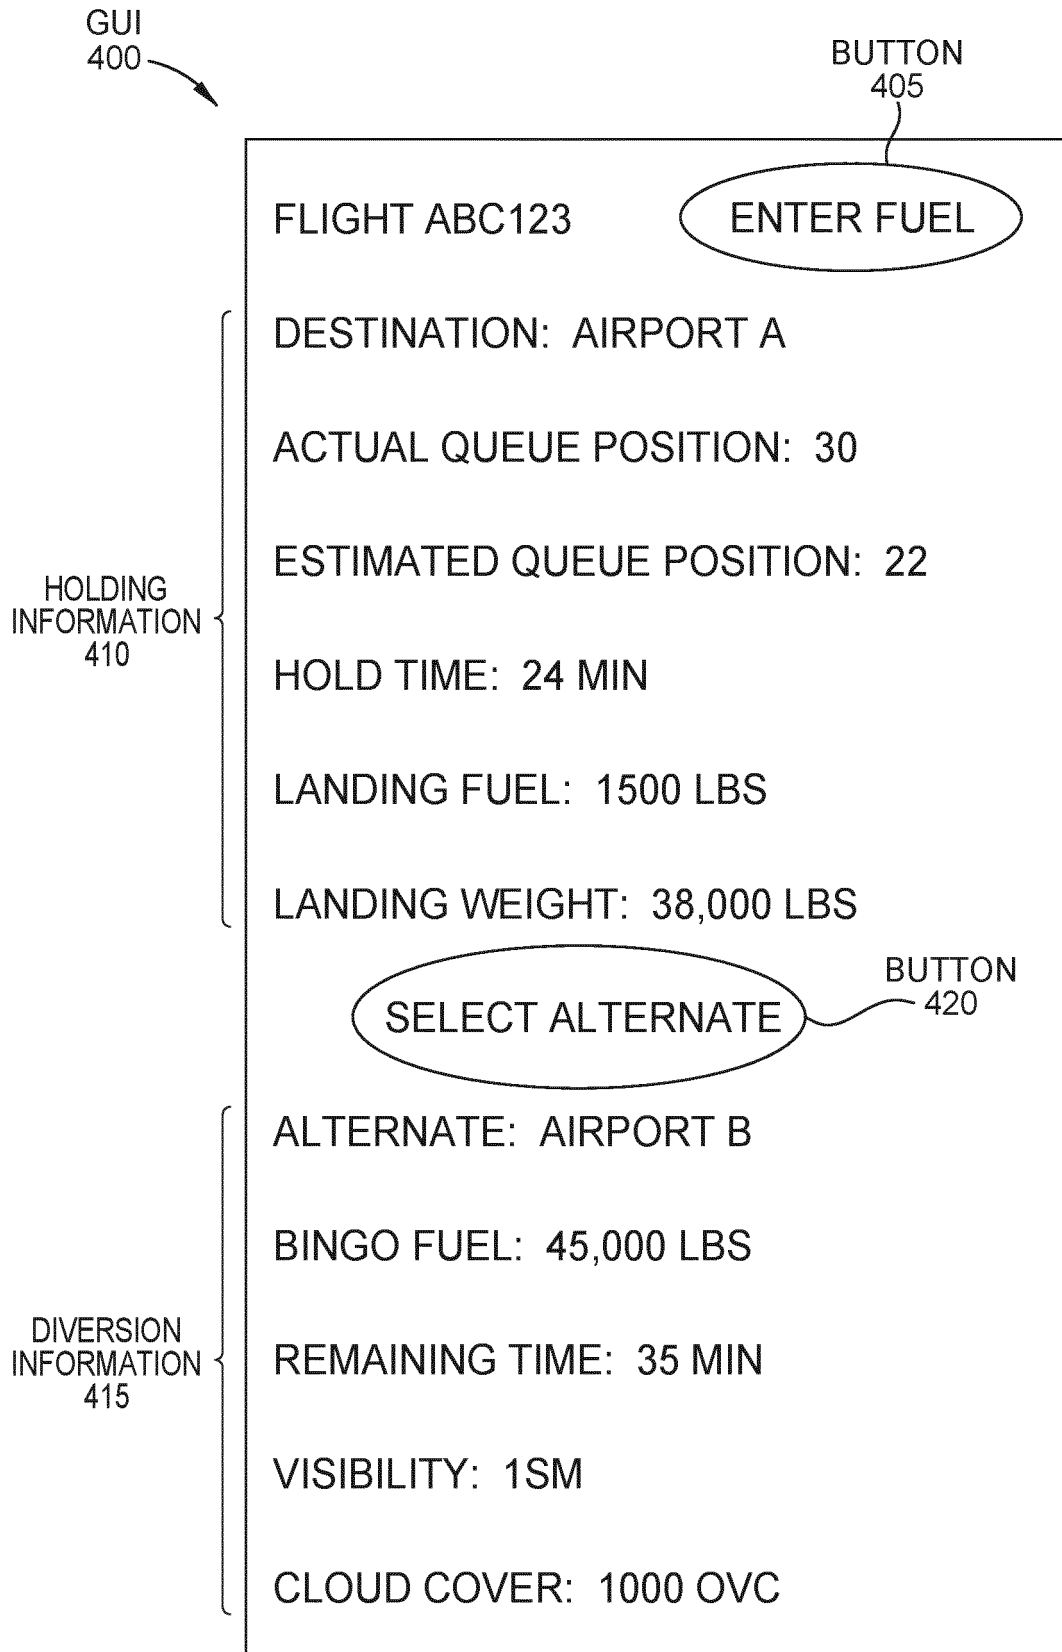 GUI
400
BUTTON
405
FLIGHT ABC123
ENTER FUEL
DESTINATION: AIRPORT A
ACTUAL QUEUE POSITION: 30
ESTIMATED QUEUE POSITION: 22
HOLDING
INFORMATION
410
HOLD TIME: 24 MIN
LANDING FUEL: 1500 LBS
LANDING WEIGHT: 38,000 LBS
SELECT ALTERNATE
BUTTON
420
ALTERNATE: AIRPORT B
BINGO FUEL: 45,000 LBS
DIVERSION
INFORMATION
415
REMAINING TIME: 35 MIN
VISIBILITY: 1SM
CLOUD COVER: 1000 OVC